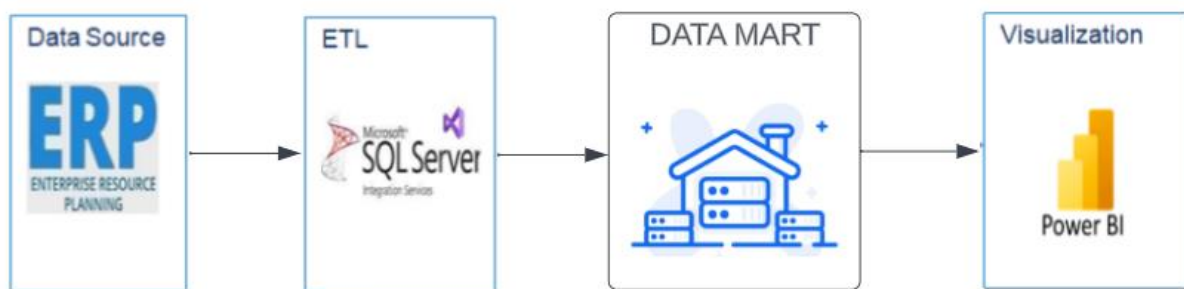 Data Source
ERP
ENTERPRISE RESOURCE
PLANNING
ETL
Microsoft®
SQL Server
Integration Services
DATA MART
Visualization
Power BI